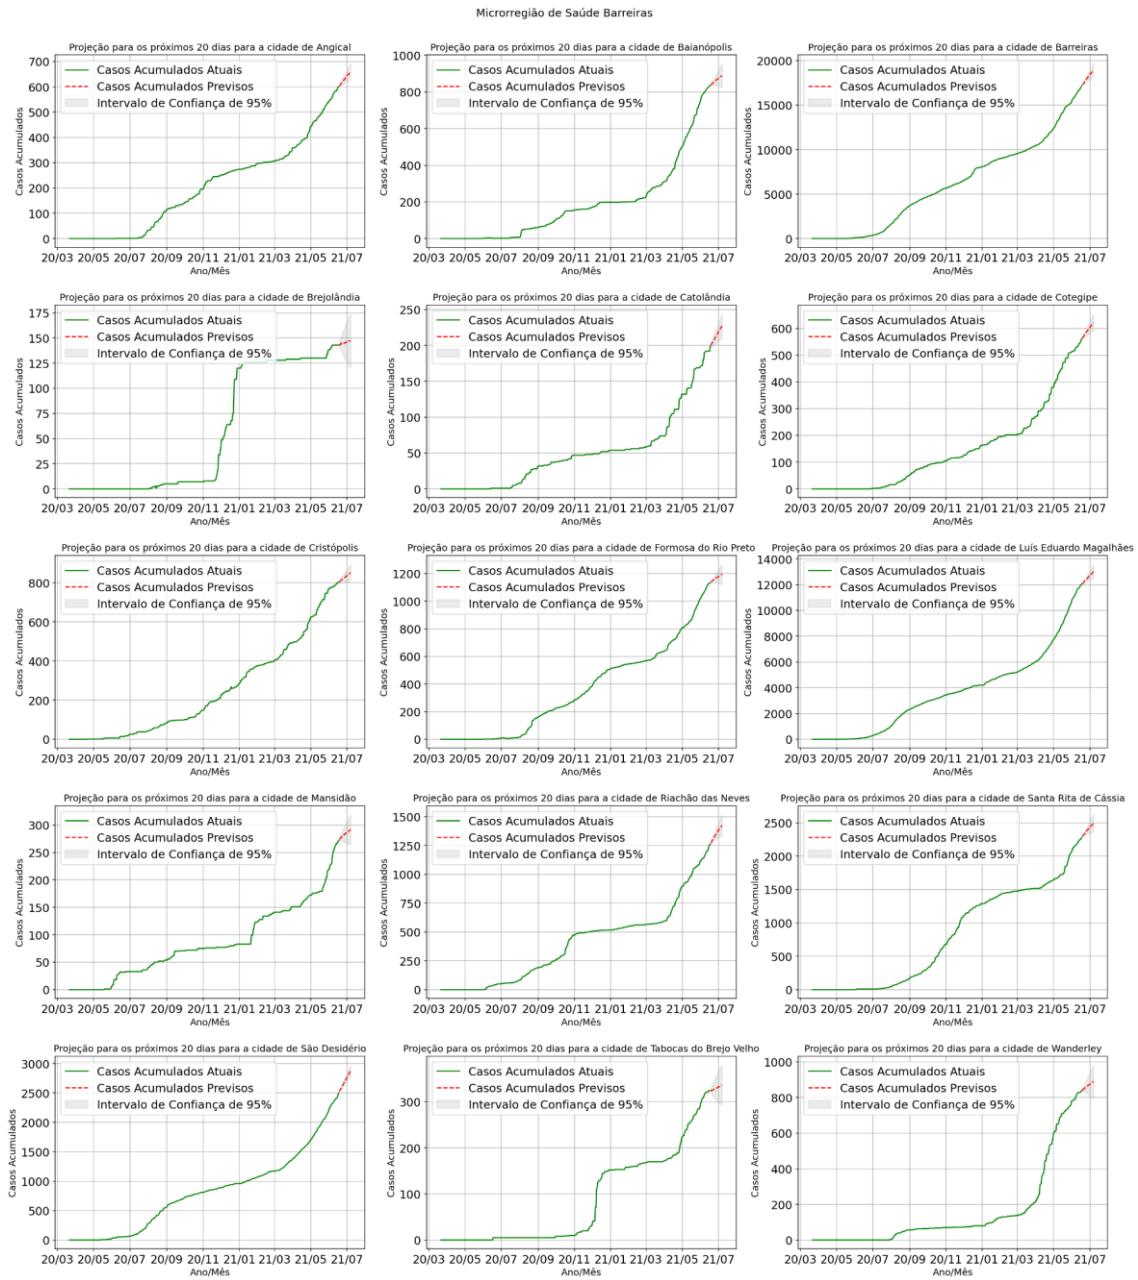 Microrregião de Saúde Barreiras
Projeção para os próximos 20 dias para a cidade de Angical
700
600
500
400
300
200
100
0
Casos Acumulados
Casos Acumulados Atuais
Casos Acumulados Previsos
Intervalo de Confiança de 95%
20/03 20/05 20/07 20/09 20/11 21/01 21/03 21/05 21/07
Ano/Mês
Projeção para os próximos 20 dias para a cidade de Baianópolis
1000
800
600
400
200
0
Casos Acumulados
Casos Acumulados Atuais
Casos Acumulados Previsos
Intervalo de Confiança de 95%
20/03 20/05 20/07 20/09 20/11 21/01 21/03 21/05 21/07
Ano/Mês
Projeção para os próximos 20 dias para a cidade de Barreiras
20000
15000
10000
5000
0
Casos Acumulados
Casos Acumulados Atuais
Casos Acumulados Previsos
Intervalo de Confiança de 95%
20/03 20/05 20/07 20/09 20/11 21/01 21/03 21/05 21/07
Ano/Mês
Projeção para os próximos 20 dias para a cidade de Brejolândia
175
150
125
100
75
50
25
0
Casos Acumulados
Casos Acumulados Atuais
Casos Acumulados Previsos
Intervalo de Confiança de 95%
20/03 20/05 20/07 20/09 20/11 21/01 21/03 21/05 21/07
Ano/Mês
Projeção para os próximos 20 dias para a cidade de Catolândia
250
200
150
100
50
0
Casos Acumulados
Casos Acumulados Atuais
Casos Acumulados Previsos
Intervalo de Confiança de 95%
20/03 20/05 20/07 20/09 20/11 21/01 21/03 21/05 21/07
Ano/Mês
Projeção para os próximos 20 dias para a cidade de Cotegipe
600
500
400
300
200
100
0
Casos Acumulados
Casos Acumulados Atuais
Casos Acumulados Previsos
Intervalo de Confiança de 95%
20/03 20/05 20/07 20/09 20/11 21/01 21/03 21/05 21/07
Ano/Mês
Projeção para os próximos 20 dias para a cidade de Cristópolis
800
600
400
200
0
Casos Acumulados
Casos Acumulados Atuais
Casos Acumulados Previsos
Intervalo de Confiança de 95%
20/03 20/05 20/07 20/09 20/11 21/01 21/03 21/05 21/07
Ano/Mês
Projeção para os próximos 20 dias para a cidade de Formosa do Rio Preto
1200
1000
800
600
400
200
0
Casos Acumulados
Casos Acumulados Atuais
Casos Acumulados Previsos
Intervalo de Confiança de 95%
20/03 20/05 20/07 20/09 20/11 21/01 21/03 21/05 21/07
Ano/Mês
Projeção para os próximos 20 dias para a cidade de Luís Eduardo Magalhães
14000
12000
10000
8000
6000
4000
2000
0
Casos Acumulados
Casos Acumulados Atuais
Casos Acumulados Previsos
Intervalo de Confiança de 95%
20/03 20/05 20/07 20/09 20/11 21/01 21/03 21/05 21/07
Ano/Mês
Projeção para os próximos 20 dias para a cidade de Mansidão
300
250
200
150
100
50
0
Casos Acumulados
Casos Acumulados Atuais
Casos Acumulados Previsos
Intervalo de Confiança de 95%
20/03 20/05 20/07 20/09 20/11 21/01 21/03 21/05 21/07
Ano/Mês
Projeção para os próximos 20 dias para a cidade de Riachão das Neves
1500
1250
1000
750
500
250
0
Casos Acumulados
Casos Acumulados Atuais
Casos Acumulados Previsos
Intervalo de Confiança de 95%
20/03 20/05 20/07 20/09 20/11 21/01 21/03 21/05 21/07
Ano/Mês
Projeção para os próximos 20 dias para a cidade de Santa Rita de Cássia
2500
2000
1500
1000
500
0
Casos Acumulados
Casos Acumulados Atuais
Casos Acumulados Previsos
Intervalo de Confiança de 95%
20/03 20/05 20/07 20/09 20/11 21/01 21/03 21/05 21/07
Ano/Mês
Projeção para os próximos 20 dias para a cidade de São Desidério
3000
2500
2000
1500
1000
500
0
Casos Acumulados
Casos Acumulados Atuais
Casos Acumulados Previsos
Intervalo de Confiança de 95%
20/03 20/05 20/07 20/09 20/11 21/01 21/03 21/05 21/07
Ano/Mês
Projeção para os próximos 20 dias para a cidade de Tabocas do Brejo Velho
300
200
100
0
Casos Acumulados
Casos Acumulados Atuais
Casos Acumulados Previsos
Intervalo de Confiança de 95%
20/03 20/05 20/07 20/09 20/11 21/01 21/03 21/05 21/07
Ano/Mês
Projeção para os próximos 20 dias para a cidade de Wanderley
1000
800
600
400
200
0
Casos Acumulados
Casos Acumulados Atuais
Casos Acumulados Previsos
Intervalo de Confiança de 95%
20/03 20/05 20/07 20/09 20/11 21/01 21/03 21/05 21/07
Ano/Mês